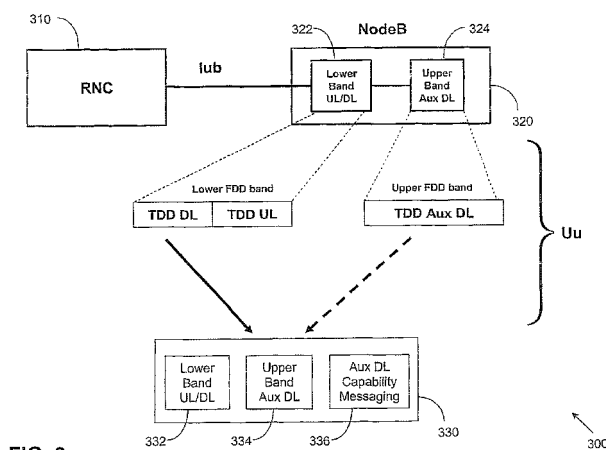 310
RNC
Iub
NodeB
322
324
Lower
Band
UL/DL
Upper
Band
Aux DL
320
Lower FDD band
TDD DL
TDD UL
Upper FDD band
TDD Aux DL
Uu
Lower
Band
UL/DL
Upper
Band
Aux DL
Aux DL
Capability
Messaging
332
334
336
330
300